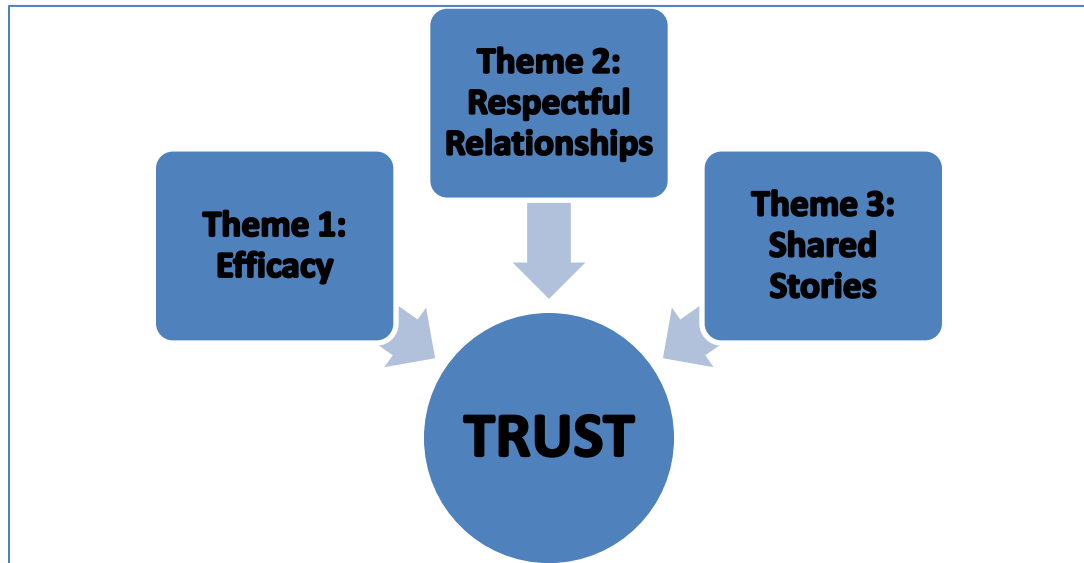 Theme 1:
Efficacy
Theme 2:
Respectful
Relationships
Theme 3:
Shared
Stories
TRUST